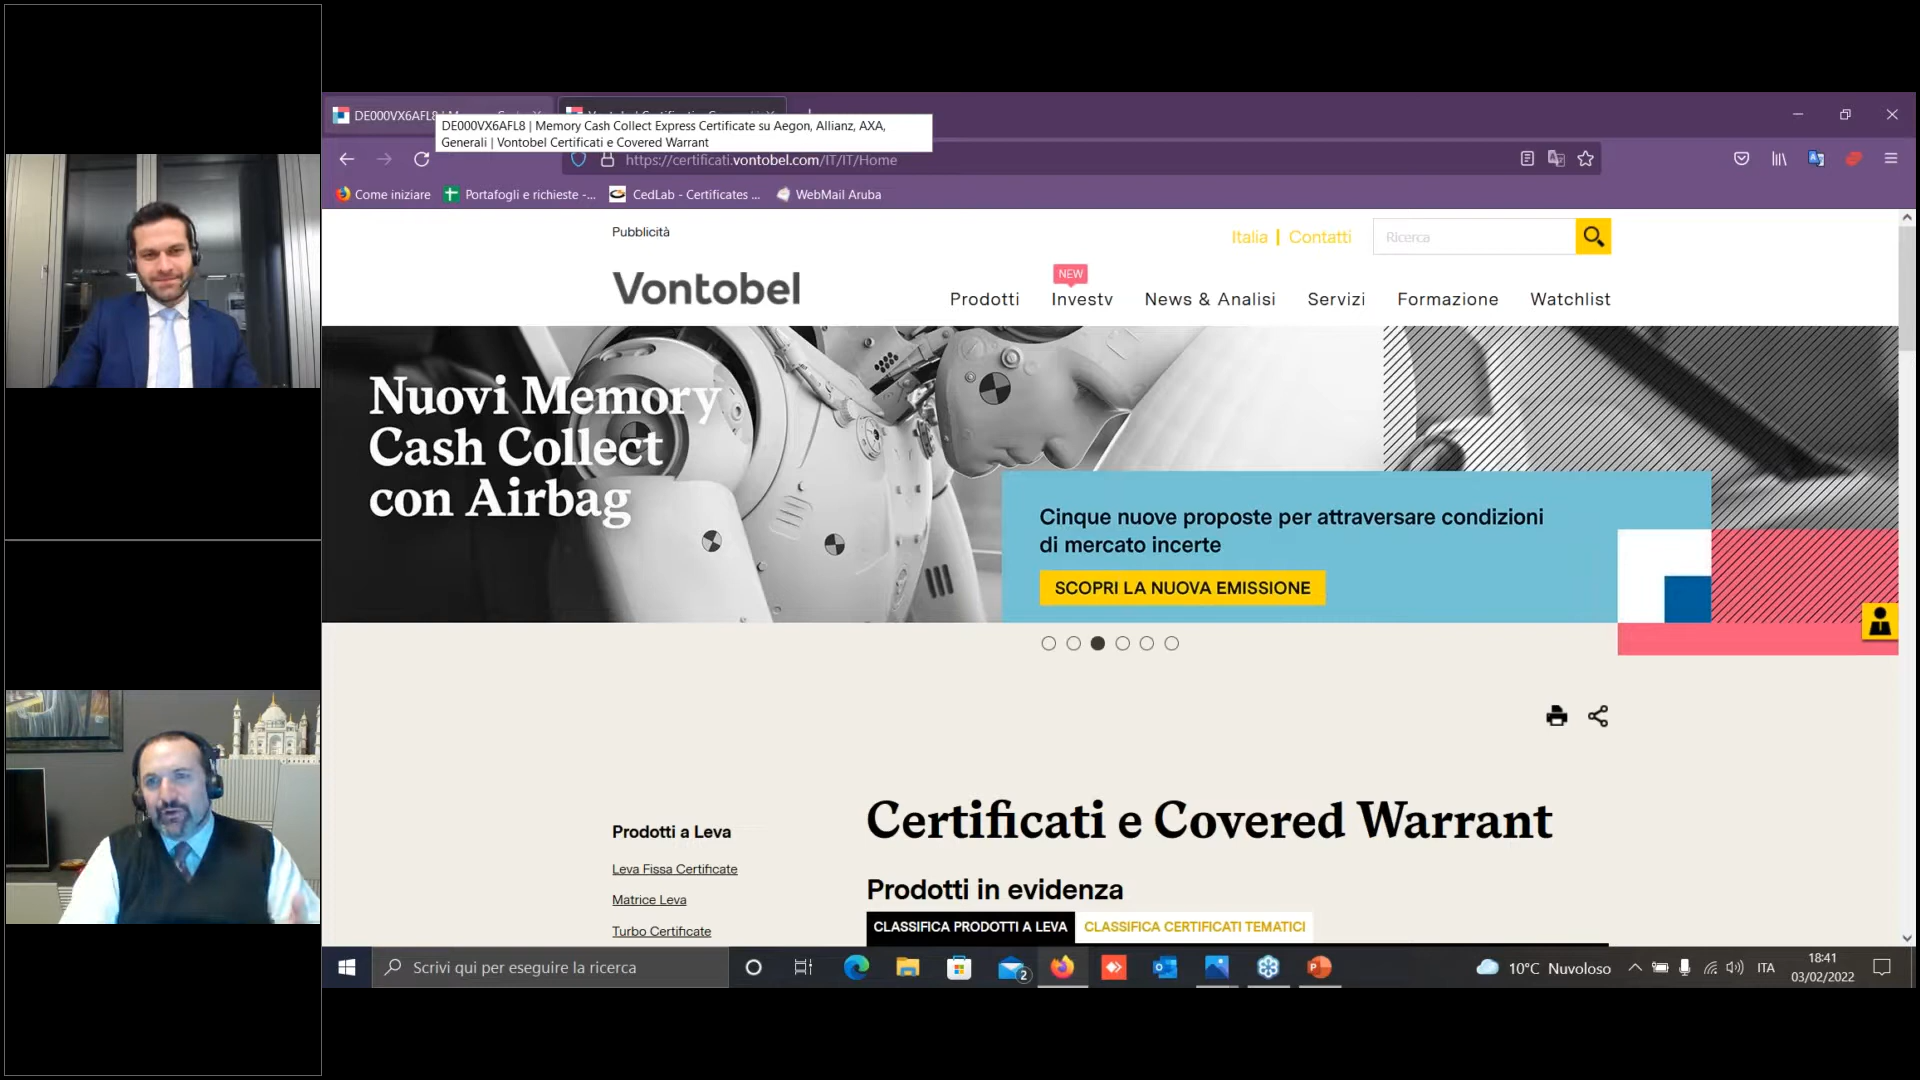 DE000VX6AFL8
DE000VX6AFL8 | Memory Cash Collect Express Certificate su Aegon, Allianz, AXA,
Generali | Vontobel Certificati e Covered Warrant
https://certificati.vontobel.com/IT/IT/Home
Come iniziare
Portafogli e richieste -...
CedLab - Certificates ...
WebMail Aruba
Pubblicità
Italia | Contatti
Ricerca
Vontobel
NEW
Prodotti
Investv
News & Analisi
Servizi
Formazione
Watchlist
Nuovi Memory
Cash Collect
con Airbag
Cinque nuove proposte per attraversare condizioni
di mercato incerte
SCOPRI LA NUOVA EMISSIONE
Prodotti a Leva
Leva Fissa Certificate
Matrice Leva
Turbo Certificate
Certificati e Covered Warrant
Prodotti in evidenza
CLASSIFICA PRODOTTI A LEVA
CLASSIFICA CERTIFICATI TEMATICI
Scrivi qui per eseguire la ricerca
2
10°C Nuvoloso
ITA
18:41
03/02/2022